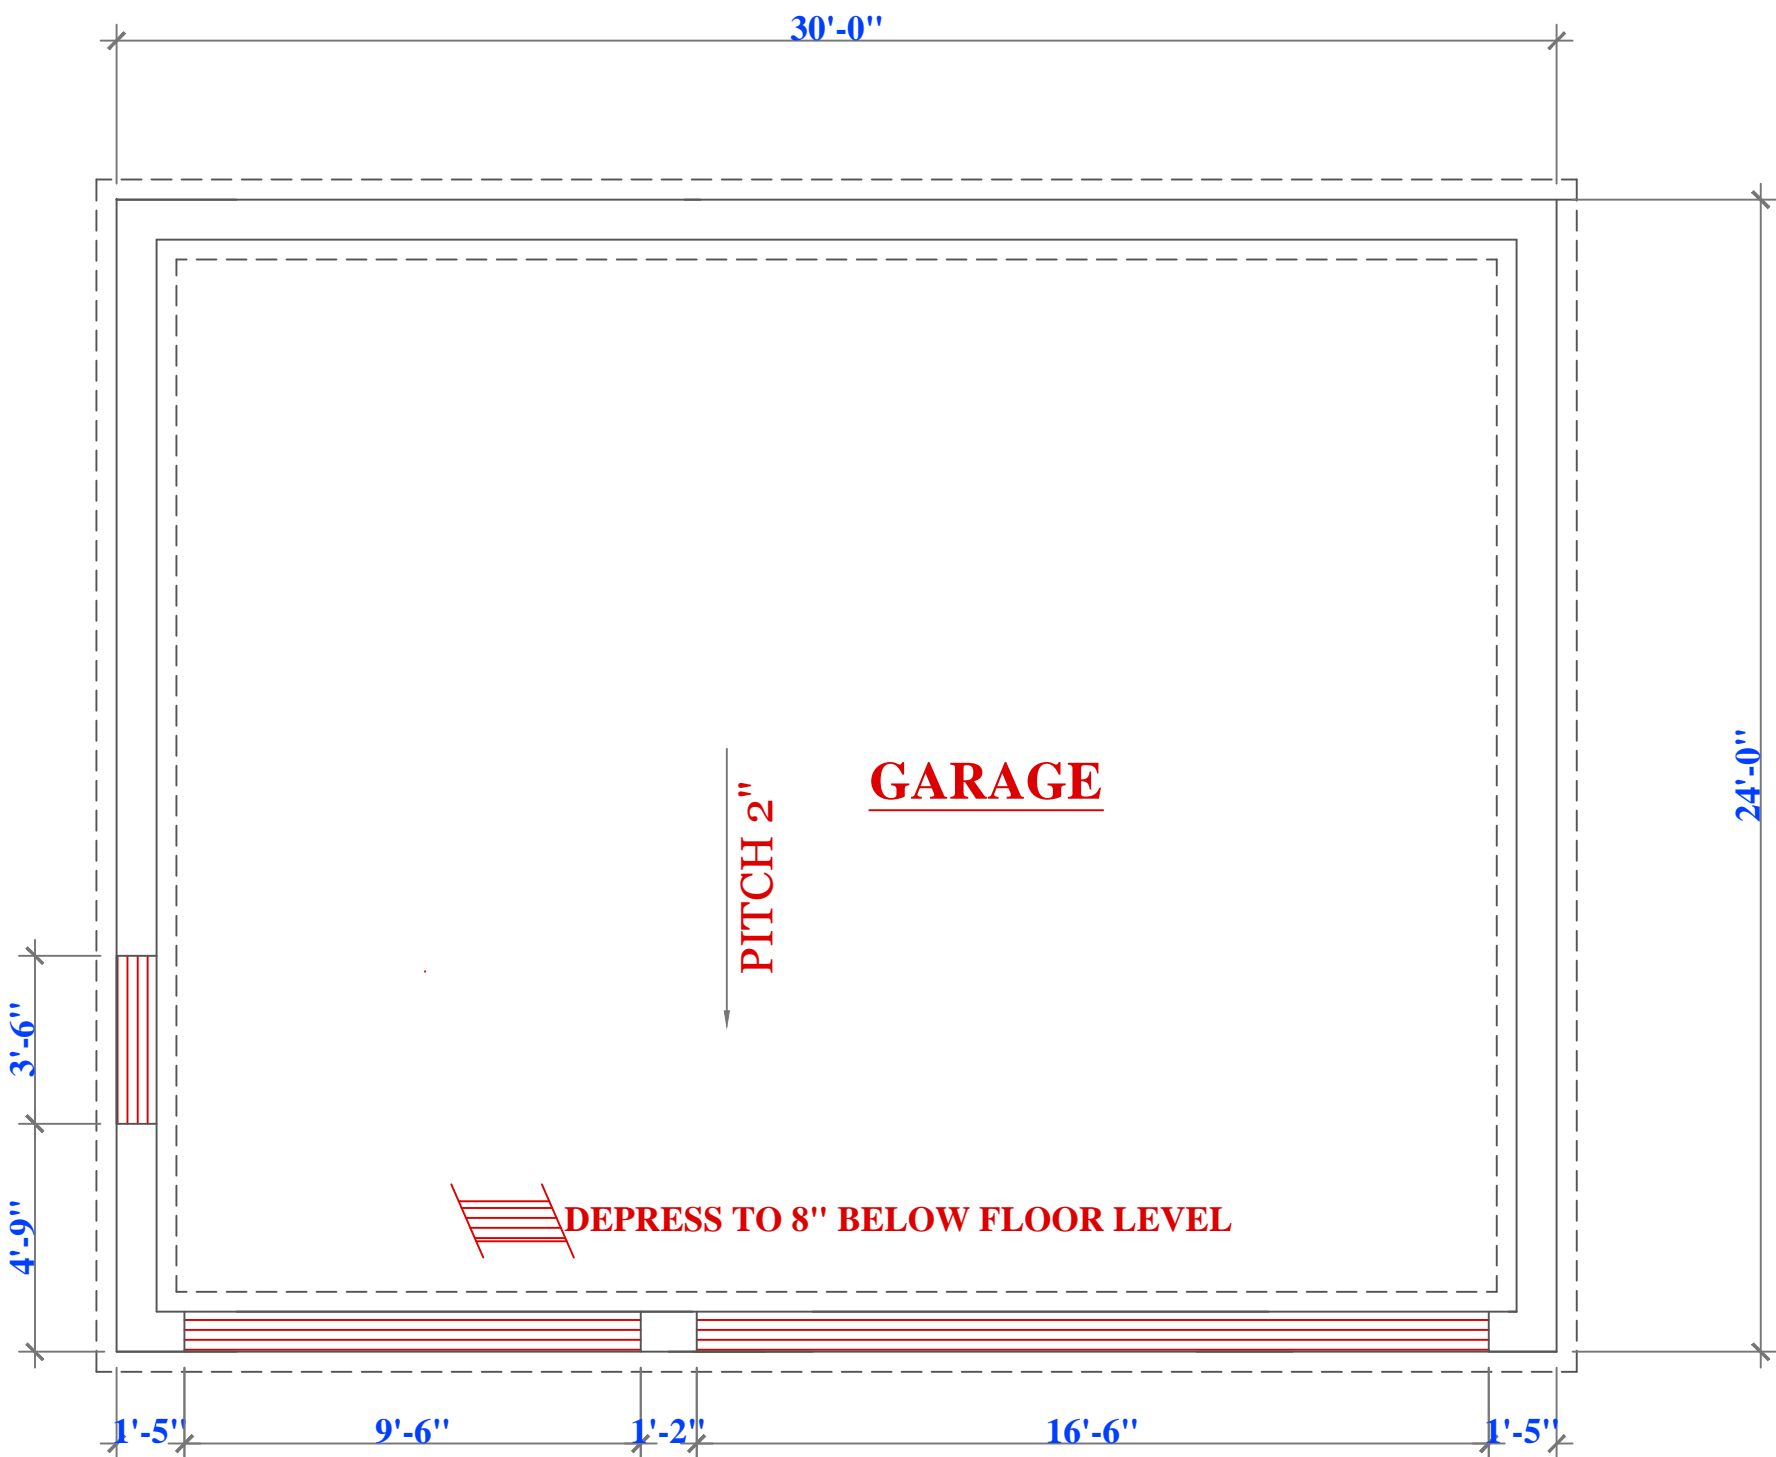 30'-0"
24'-0"
GARAGE
PITCH 2"
3'-6"
4'-9"
DEPRESS TO 8" BELOW FLOOR LEVEL
1'-5" 9'-6" 1'-2" 16'-6" 1'-5"